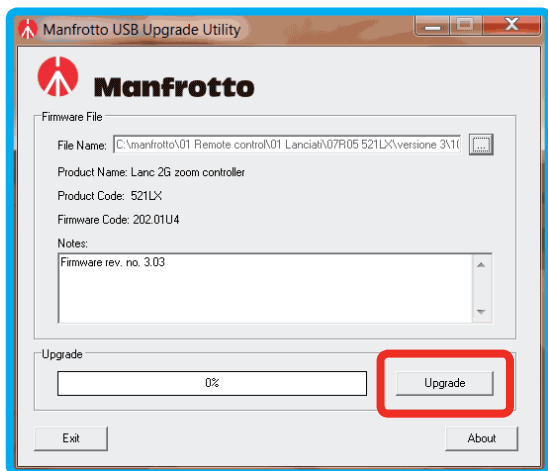 Manfrotto USB Upgrade Utility
Manfrotto
Firmware File
File Name: C:\manfrotto\01 Remote control\01 Lanciati\07R05 521LX\versione 3\1( ...
Product Name: Lanc 2G zoom controller
Product Code: 521LX
Firmware Code: 202.01U4
Notes:
Firmware rev. no. 3.03
Upgrade
0% Upgrade
Exit About